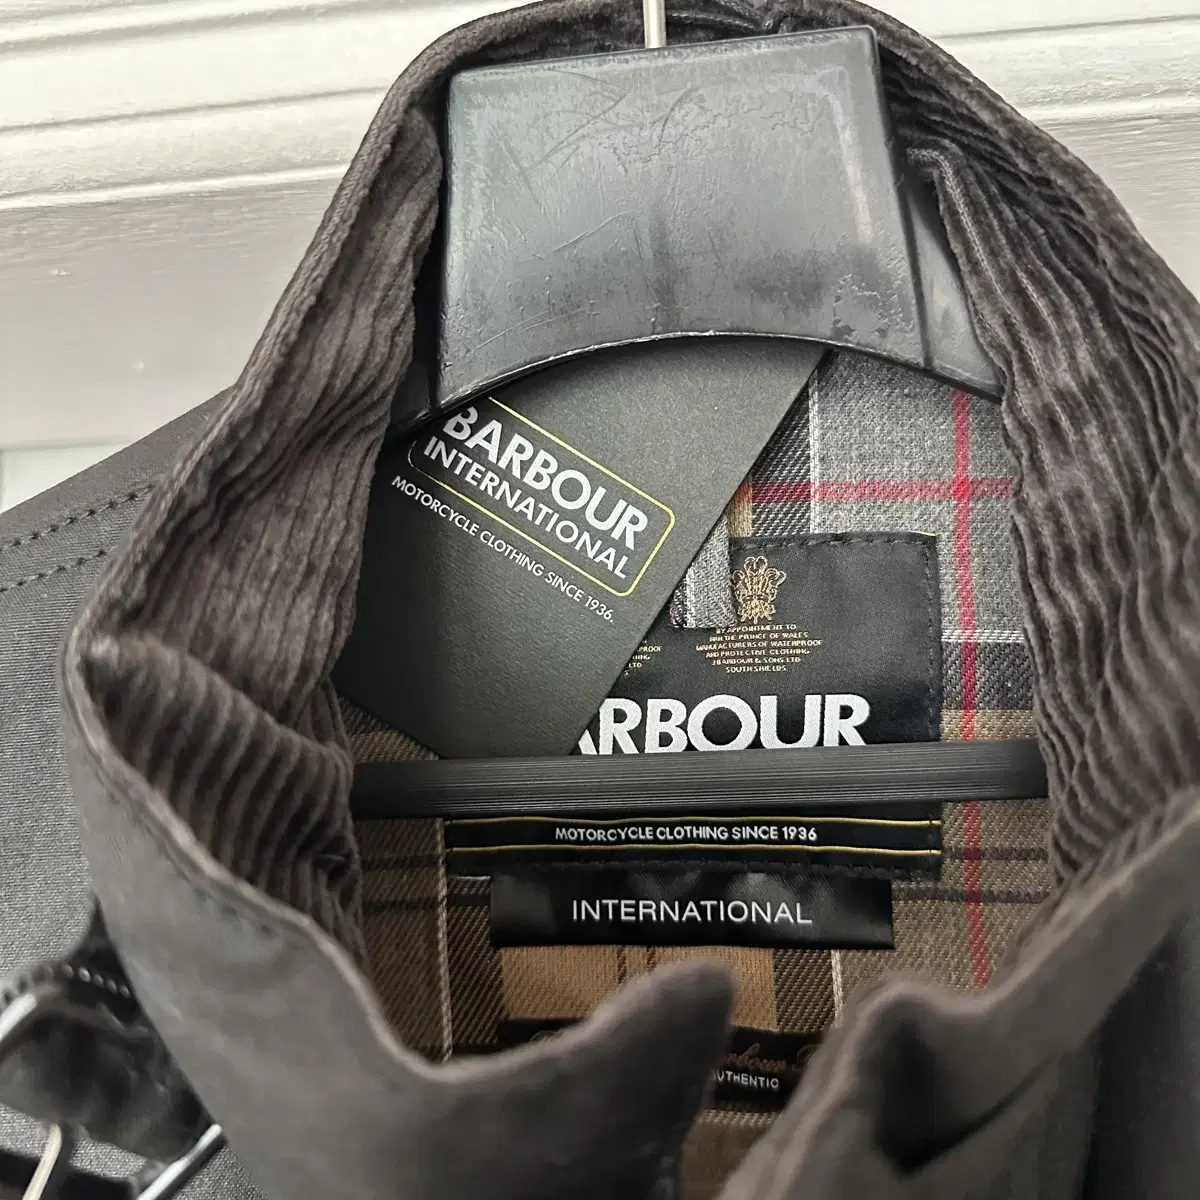 BARBOUR
INTERNATIONAL
MOTORCYCLE CLOTHING SINCE 1936.
BY APPOINTMENT TO
HRH THE PRINCE OF WALES
MANUFACTURERS OF WATERPROOF
AND PROTECTIVE CLOTHING
J BARBOUR & SONS LTD
SOUTH SHIELDS
ARBOUR
MOTORCYCLE CLOTHING SINCE 1936
INTERNATIONAL
UTHENTIC